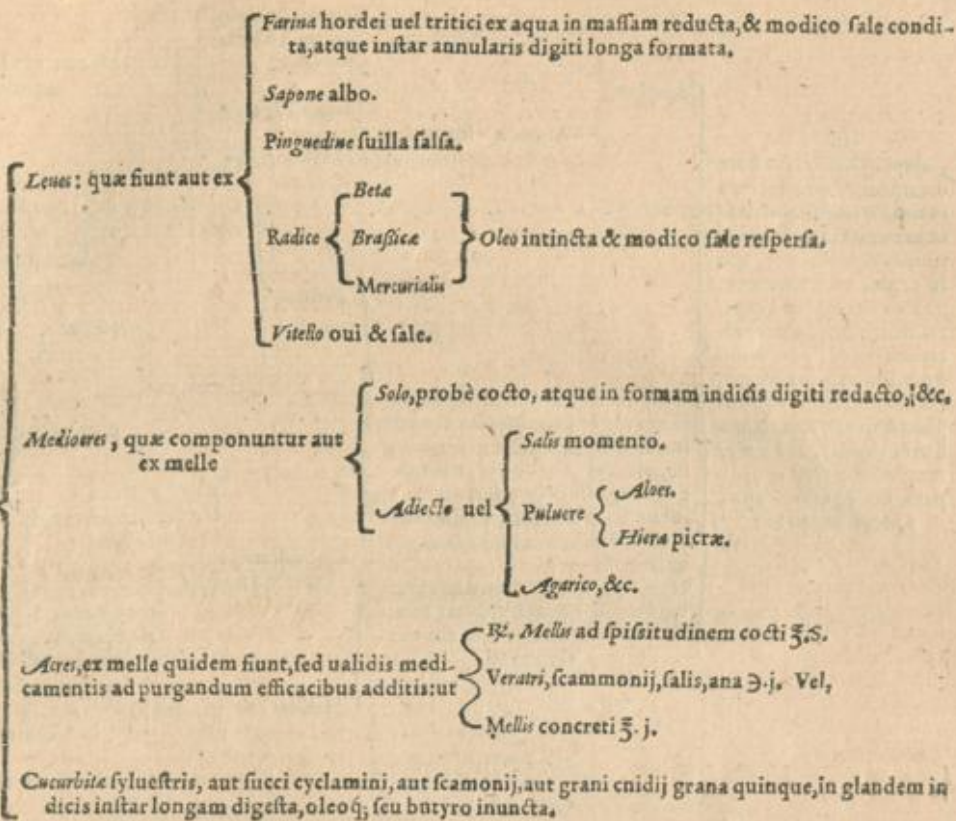 Farina hordei uel tritici ex aqua in maſſam reducta, & modico ſale condi-
ta, atque inſtar annularis digiti longa formata.
Sapone albo.
Pinguedine ſuilla ſalſa.
Leues: quæ fiunt aut ex
Betæ
Radice
Braſsicæ
Oleo intincta & modico ſale reſperſa.
Mercurialis
Vitello oui & ſale.
Solo, probè cocto, atque in formam indicis digiti redacto, &c.
Mediocres, quæ componuntur aut
ex melle
Salis momento.
Adiecto uel
Puluere
Aloes.
Hieræ picræ.
Agarico, &c.
℞. Mellis ad ſpiſsitudinem cocti ℥.S.
Acres, ex melle quidem fiunt, ſed ualidis medi-
camentis ad purgandum efficacibus additis: ut
Veratri, ſcammonij, ſalis, ana ℈.j. Vel,
Mellis concreti ℥. j.
Cucurbitæ ſylueſtris, aut ſucci cyclamini, aut ſcamonij, aut grani cnidij grana quinque, in glandem in
dicis inſtar longam digeſta, oleoq; ſeu butyro inuncta.